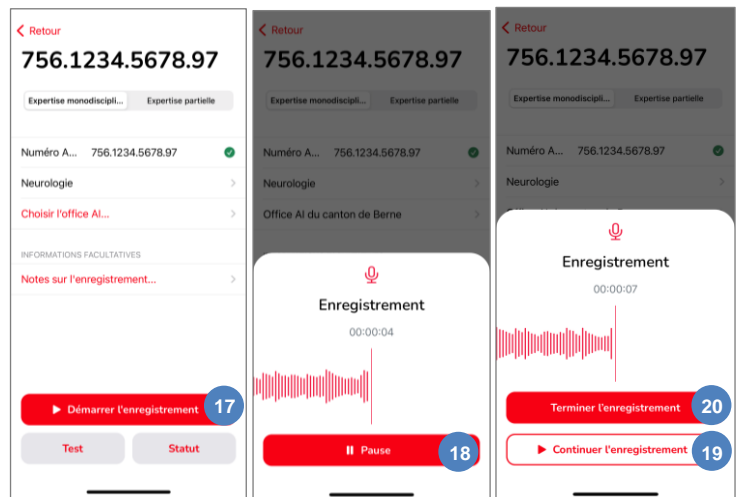 Retour
756.1234.5678.97
Expertise monodiscipli... Expertise partielle
Numéro A... 756.1234.5678.97
Neurologie
Choisir l'office AI...
INFORMATIONS FACULTATIVES
Notes sur l'enregistrement...
Démarrer l'enregistrement 17
Test Statut
Retour
756.1234.5678.97
Expertise monodiscipli... Expertise partielle
Numéro A... 756.1234.5678.97
Neurologie
Office AI du canton de Berne
Enregistrement
00:00:04
Pause 18
Retour
756.1234.5678.97
Expertise monodiscipli... Expertise partielle
Numéro A... 756.1234.5678.97
Neurologie
Enregistrement
00:00:07
Terminer l'enregistrement 20
Continuer l'enregistrement 19